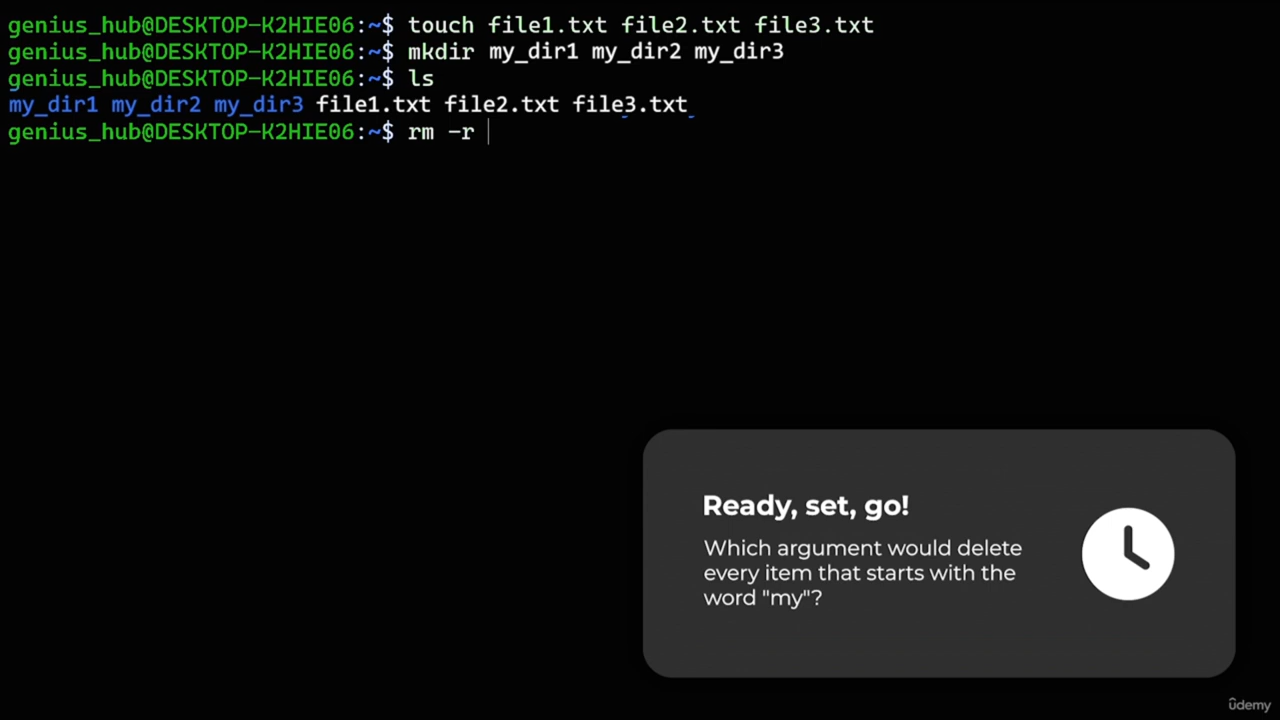 genius_hub@DESKTOP-K2HIE06:~$ touch file1.txt file2.txt file3.txt
genius_hub@DESKTOP-K2HIE06:~$ mkdir my_dir1 my_dir2 my_dir3
genius_hub@DESKTOP-K2HIE06:~$ ls
my_dir1 my_dir2 my_dir3 file1.txt file2.txt file3.txt
genius_hub@DESKTOP-K2HIE06:~$ rm -r
Ready, set, go!
Which argument would delete
every item that starts with the
word "my"?
ûdemy